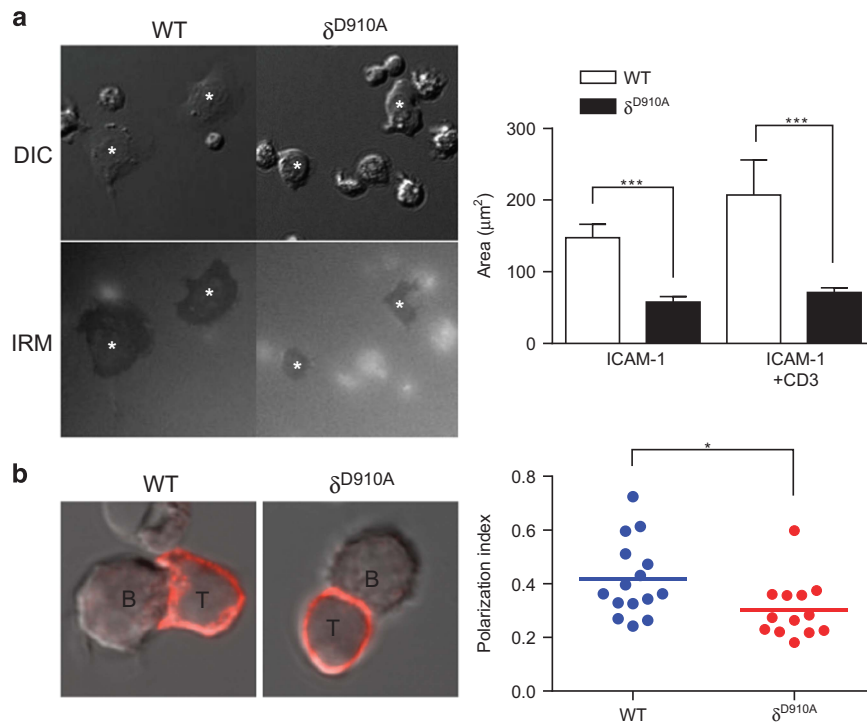 a
WT
δD910A
DIC
* * * *
IRM
* * * *
WT
δD910A
***
***
300
200
100
0
Area (μm2)
ICAM-1
ICAM-1
+CD3
b
WT
δD910A
B T
B
T
*
0.8
0.6
0.4
0.2
0.0
Polarization index
WT
δD910A